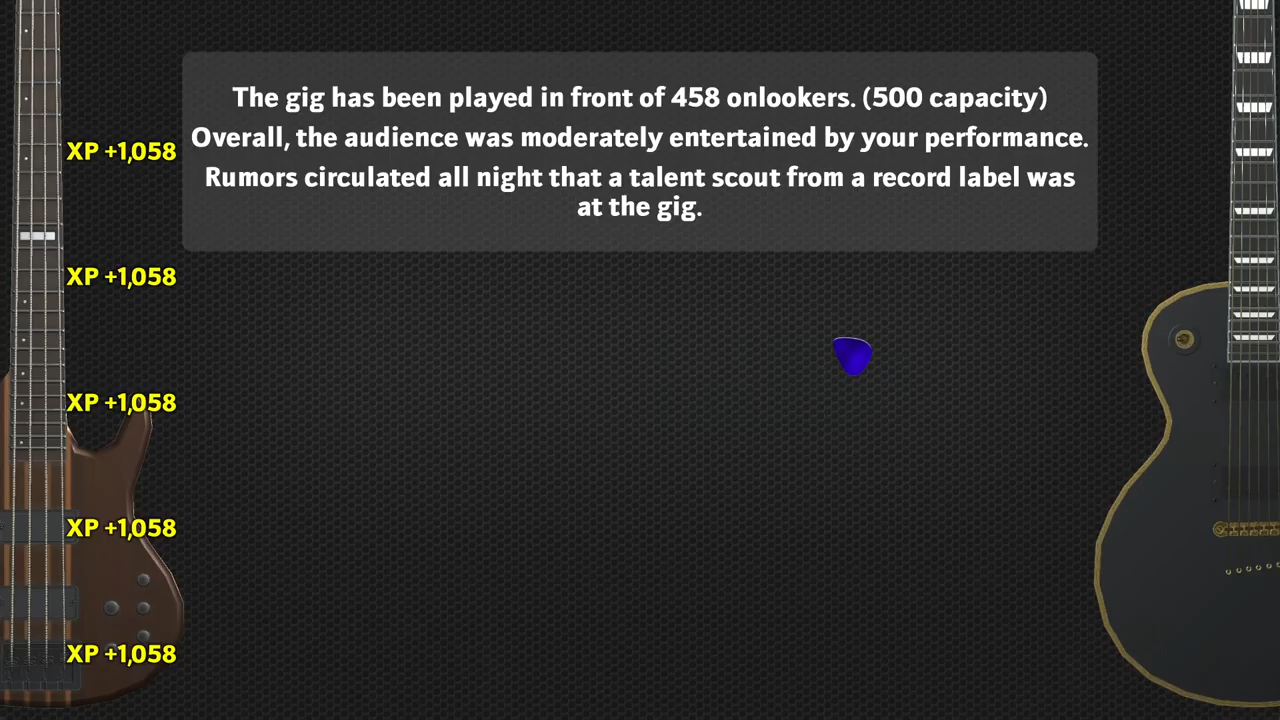 The gig has been played in front of 458 onlookers. (500 capacity)
Overall, the audience was moderately entertained by your performance.
Rumors circulated all night that a talent scout from a record label was
at the gig.
XP +1,058
XP +1,058
XP +1,058
XP +1,058
XP +1,058